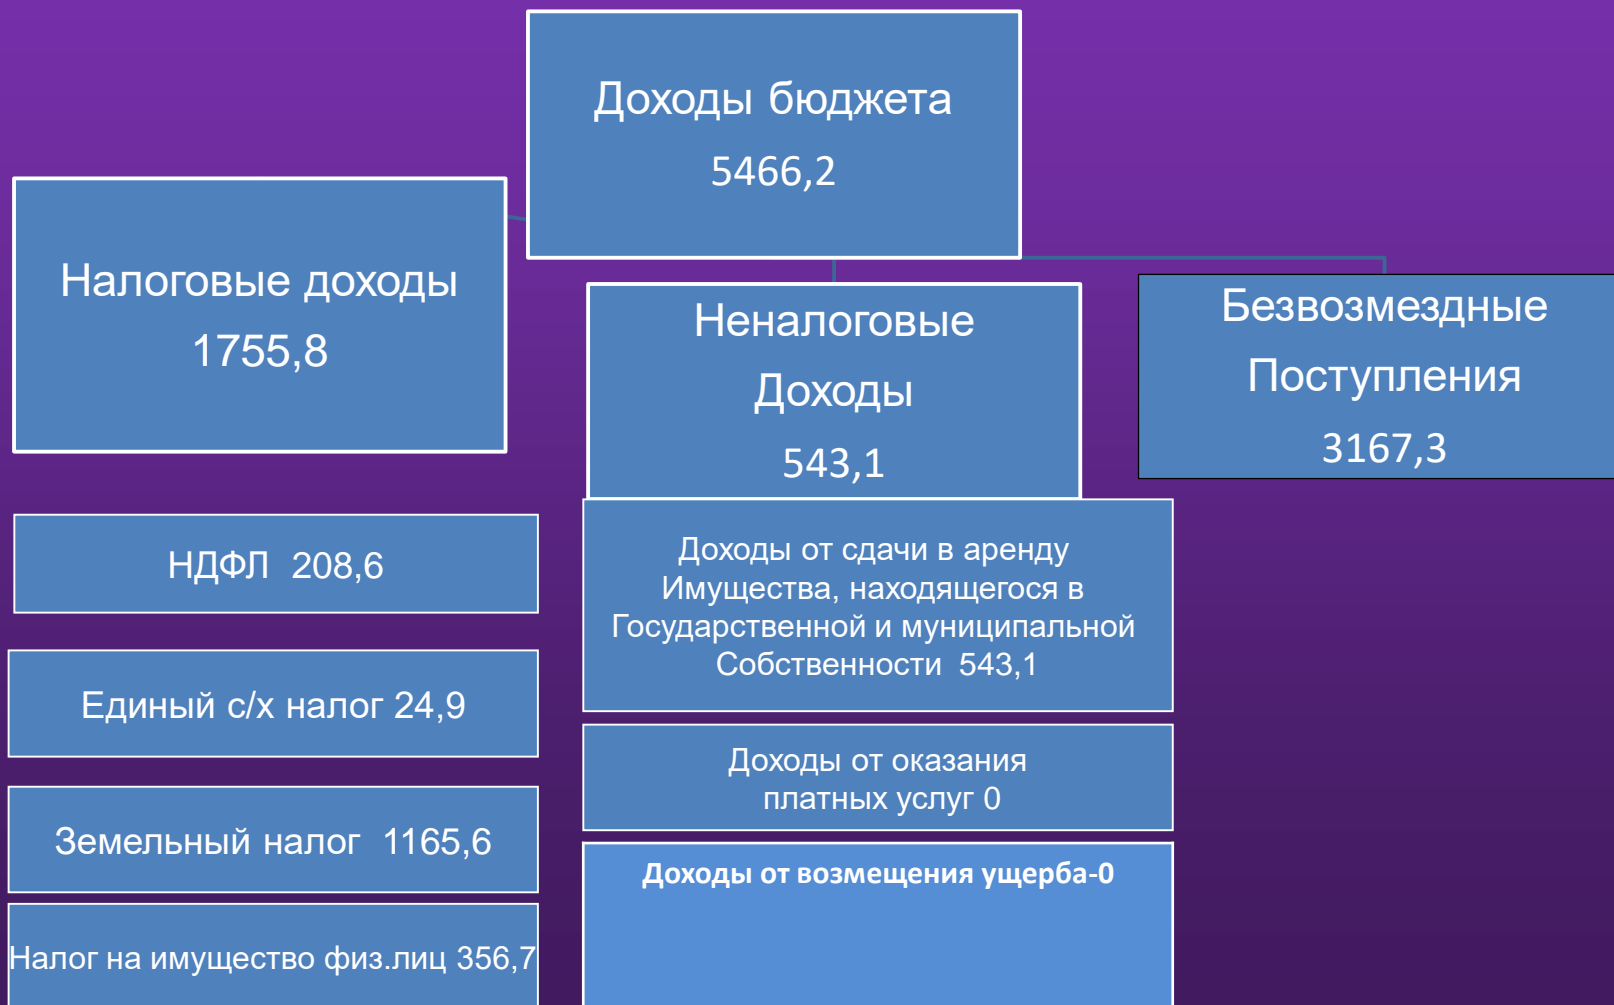 Доходы бюджета
5466,2
Налоговые доходы
1755,8
Неналоговые
Доходы
543,1
Безвозмездные
Поступления
3167,3
НДФЛ  208,6
Единый с/х налог 24,9
Земельный налог  1165,6
Налог на имущество физ.лиц 356,7
Доходы от сдачи в аренду
Имущества, находящегося в
Государственной и муниципальной
Собственности  543,1
Доходы от оказания
платных услуг 0
Доходы от возмещения ущерба-0